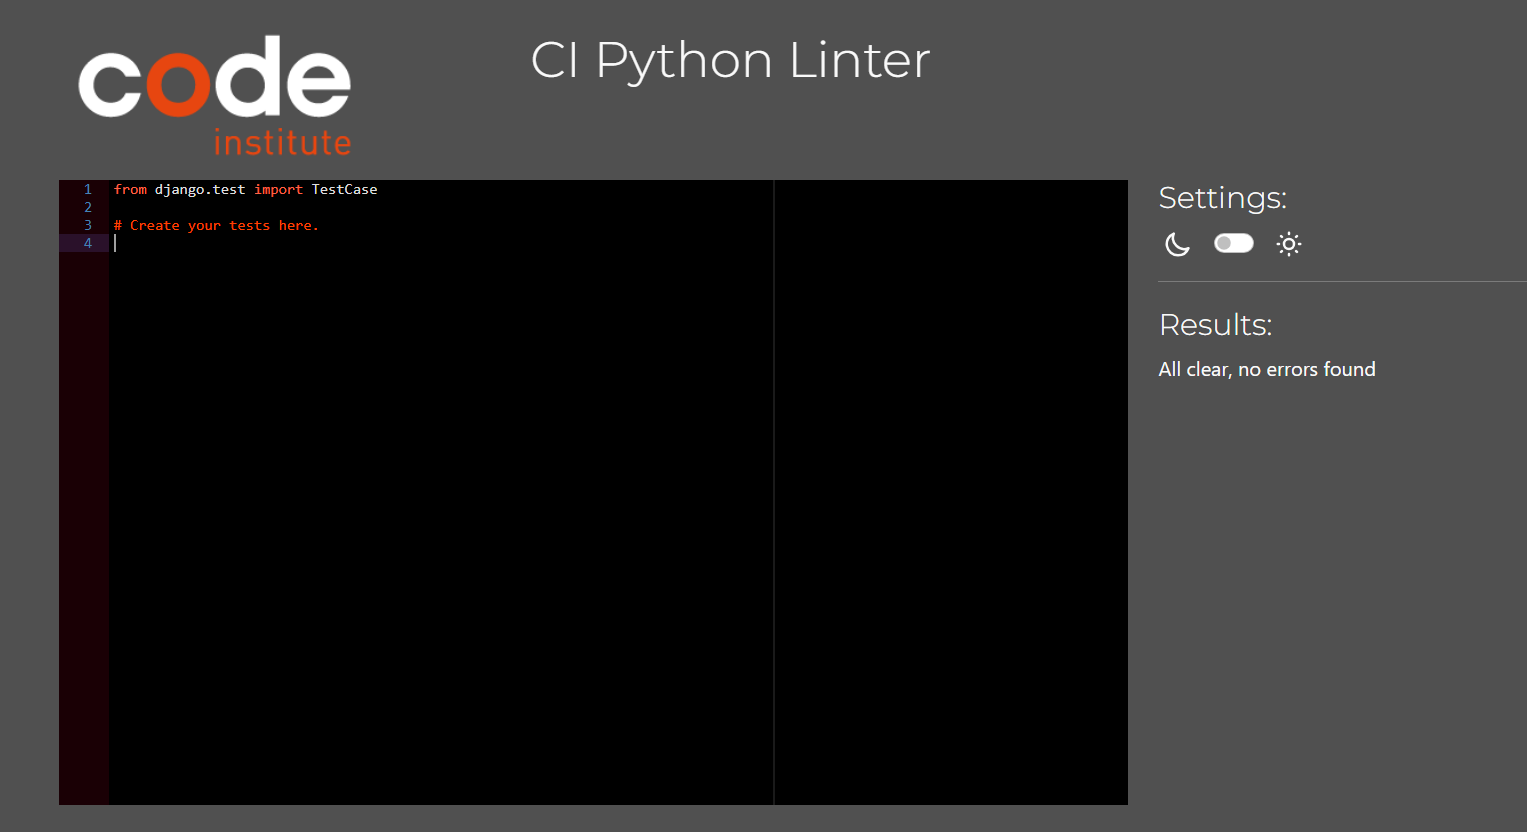 code
institute
CI Python Linter
1 from django.test import TestCase
2
3 # Create your tests here.
4
Settings:
Results:
All clear, no errors found